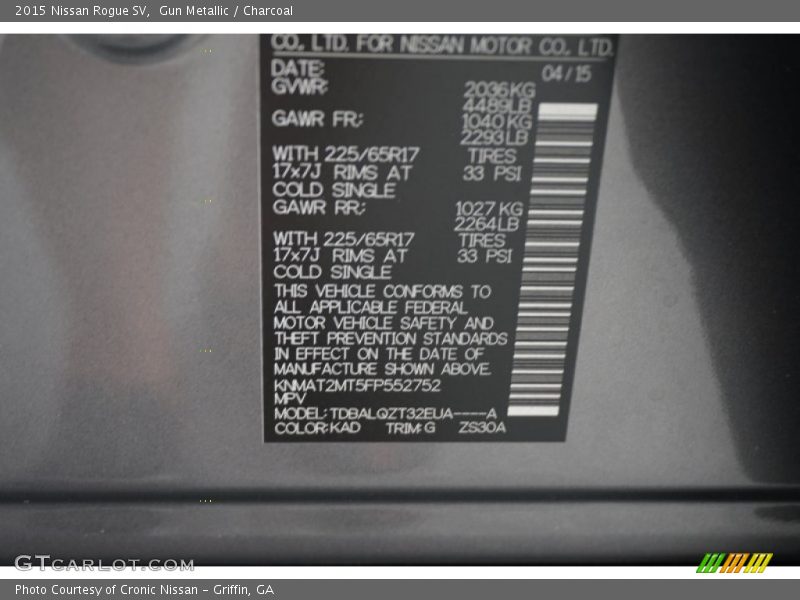 2015 Nissan Rogue SV, Gun Metallic / Charcoal
CO., LTD. FOR NISSAN MOTOR CO., LTD.
DATE: 04/15
GVWR: 2036KG
4489LB
GAWR FR: 1040KG
2293LB
WITH 225/65R17 TIRES
17x7J RIMS AT 33 PSI
COLD SINGLE
GAWR RR: 1027KG
2264LB
WITH 225/65R17 TIRES
17x7J RIMS AT 33 PSI
COLD SINGLE
THIS VEHICLE CONFORMS TO
ALL APPLICABLE FEDERAL
MOTOR VEHICLE SAFETY AND
THEFT PREVENTION STANDARDS
IN EFFECT ON THE DATE OF
MANUFACTURE SHOWN ABOVE.
KNMAT2MT5FP552752
MPV
MODEL: TDBALQZT32EUA----A
COLOR:KAD TRIM:G ZS30A
GTCARLOT.COM
Photo Courtesy of Cronic Nissan - Griffin, GA